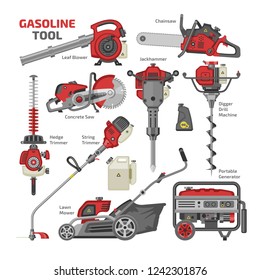 GASOLINE
TOOL
Leaf Blower
Chainsaw
Jackhammer
Concrete Saw
Digger
Grill
Machine
Hedge
Trimmer
String
Trimmer
Portable
Generator
Lawn
Mower
shutterstock
IMAGE ID: 1242301876
www.shutterstock.com